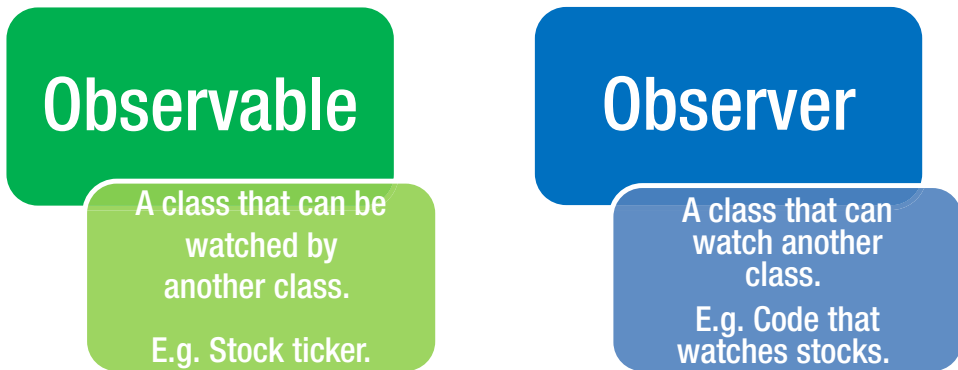 Observable
A class that can be
watched by
another class.
E.g. Stock ticker.
Observer
A class that can
watch another
class.
E.g. Code that
watches stocks.